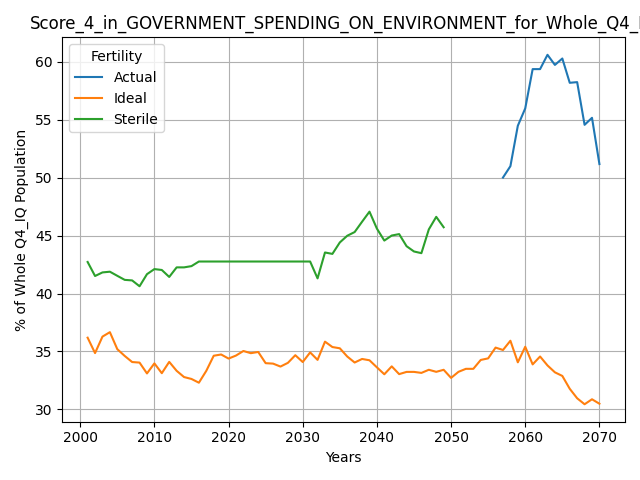 Score_4_in_GOVERNMENT_SPENDING_ON_ENVIRONMENT_for_Whole_Q4_I
Fertility
Actual
Ideal
Sterile
% of Whole Q4_IQ Population
60
55
50
45
40
35
30
2000 2010 2020 2030 2040 2050 2060 2070
Years